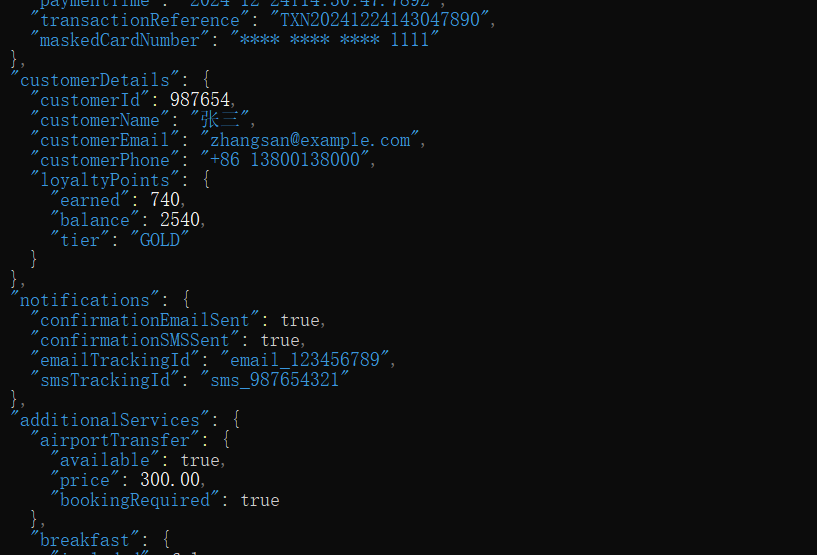 "paymentTime": "2024-12-24T14:30:47.789Z",
"transactionReference": "TXN20241224143047890",
"maskedCardNumber": "**** **** **** 1111"
},
"customerDetails": {
"customerId": 987654,
"customerName": "张三",
"customerEmail": "zhangsan@example.com",
"customerPhone": "+86 13800138000",
"loyaltyPoints": {
"earned": 740,
"balance": 2540,
"tier": "GOLD"
}
},
"notifications": {
"confirmationEmailSent": true,
"confirmationSMSSent": true,
"emailTrackingId": "email_123456789",
"smsTrackingId": "sms_987654321"
},
"additionalServices": {
"airportTransfer": {
"available": true,
"price": 300.00,
"bookingRequired": true
},
"breakfast": {